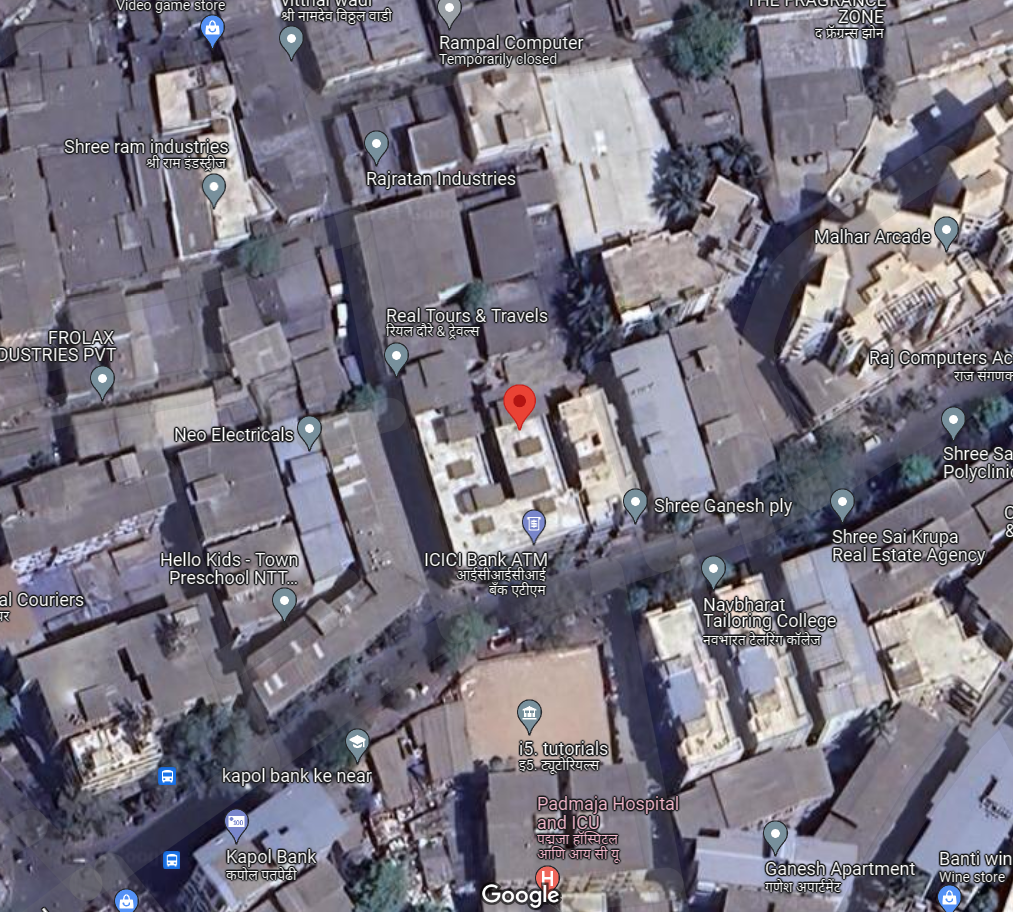 Video game store
श्री नामदेव विठ्ठल वाडी
THE FRAGRANCE
ZONE
द फ्रॅग्रन्स झोन
Rampal Computer
Temporarily closed
Shree ram industries
श्री राम इंडस्ट्रीज
Rajratan Industries
Malhar Arcade
Real Tours & Travels
रियल टौरे & ट्रेवल्स
FROLAX
DUSTRIES PVT
Raj Computers Ac
राज संगणक
Neo Electricals
Shree Sa
Polyclinic
Shree Ganesh ply
ICICI Bank ATM
आईसीआईसीआई
बँक एटीएम
Shree Sai Krupa
Real Estate Agency
Hello Kids - Town
Preschool NTT...
al Couriers
Navbharat
Tailoring College
नवभारत टेलरिंग कॉलेज
i5. tutorials
इ5. ट्यूटोरियल्स
kapol bank ke near
Padmaja Hospital
and ICU
पद्मजा हॉस्पिटल
आणि आय सी यू
Kapol Bank
कपोल पतपेढी
Ganesh Apartment
गणेश अपार्टमेंट
Banti win
Wine store
Google